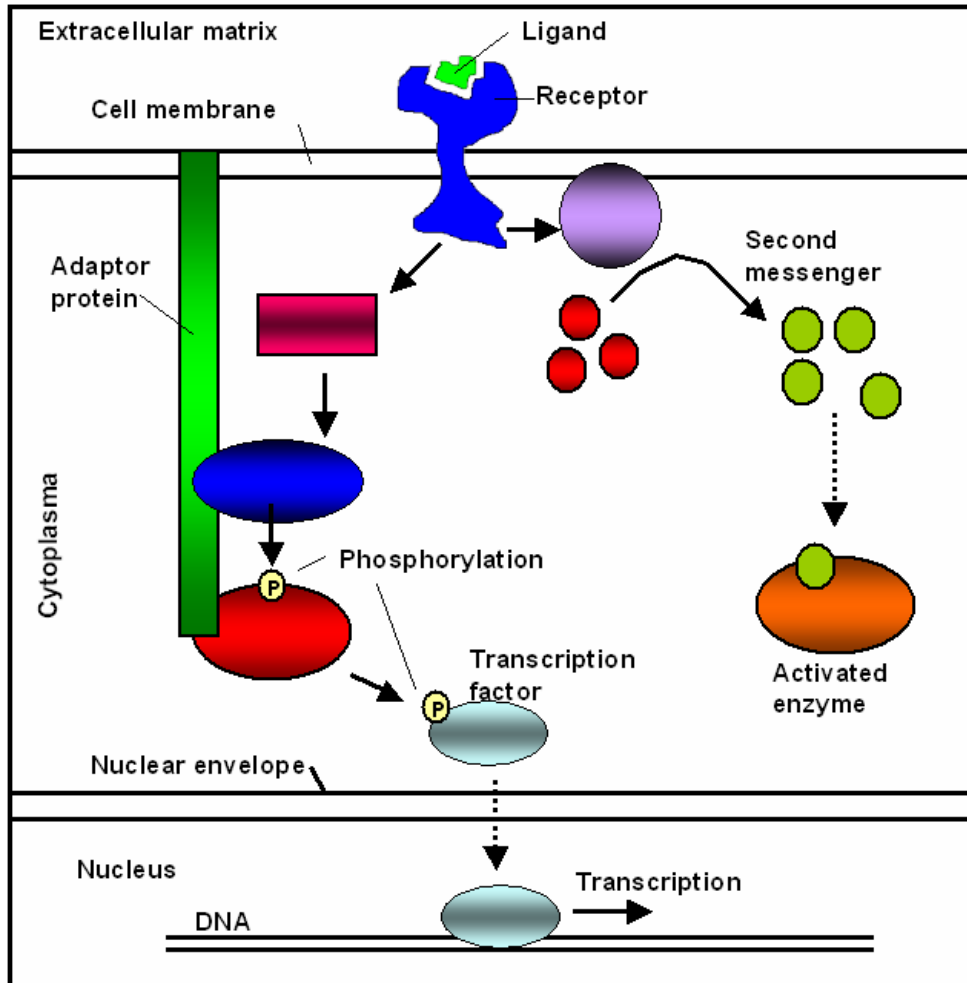 Extracellular matrix
Ligand
Receptor
Cell membrane
Second
messenger
Adaptor
protein
Cytoplasma
Phosphorylation
P
Transcription
factor
P
Activated
enzyme
Nuclear envelope
Nucleus
Transcription
DNA